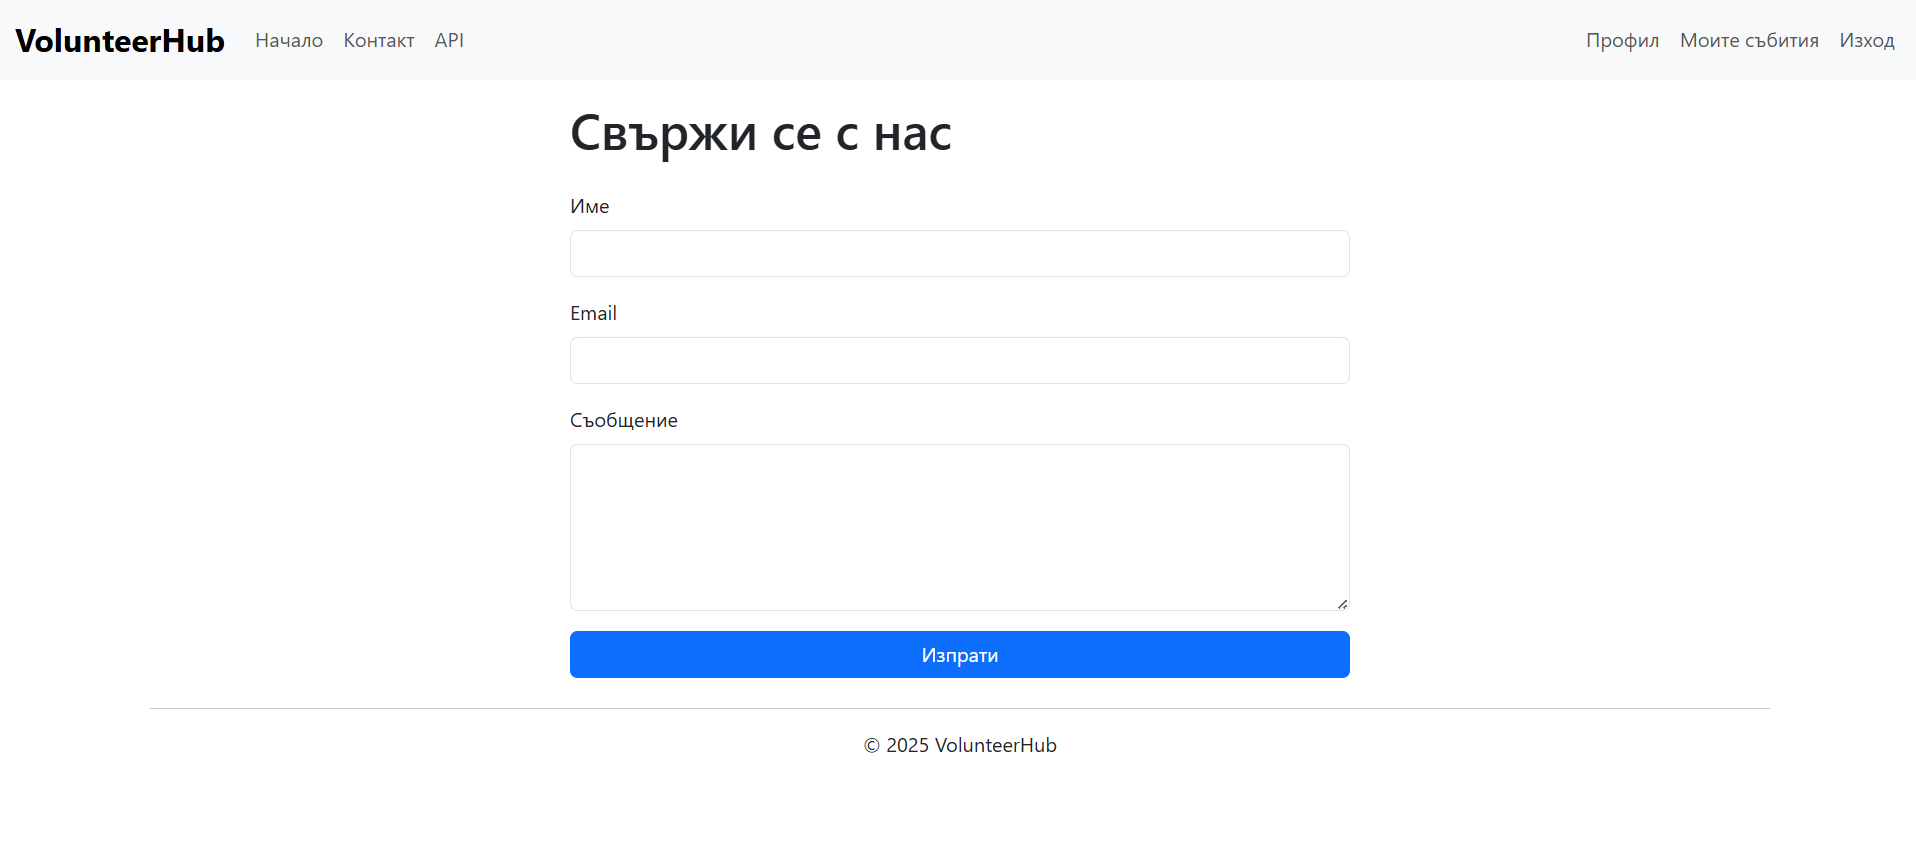 VolunteerHub Начало Контакт API Профил Моите събития Изход
Свържи се с нас
Име
Email
Съобщение
Изпрати
© 2025 VolunteerHub